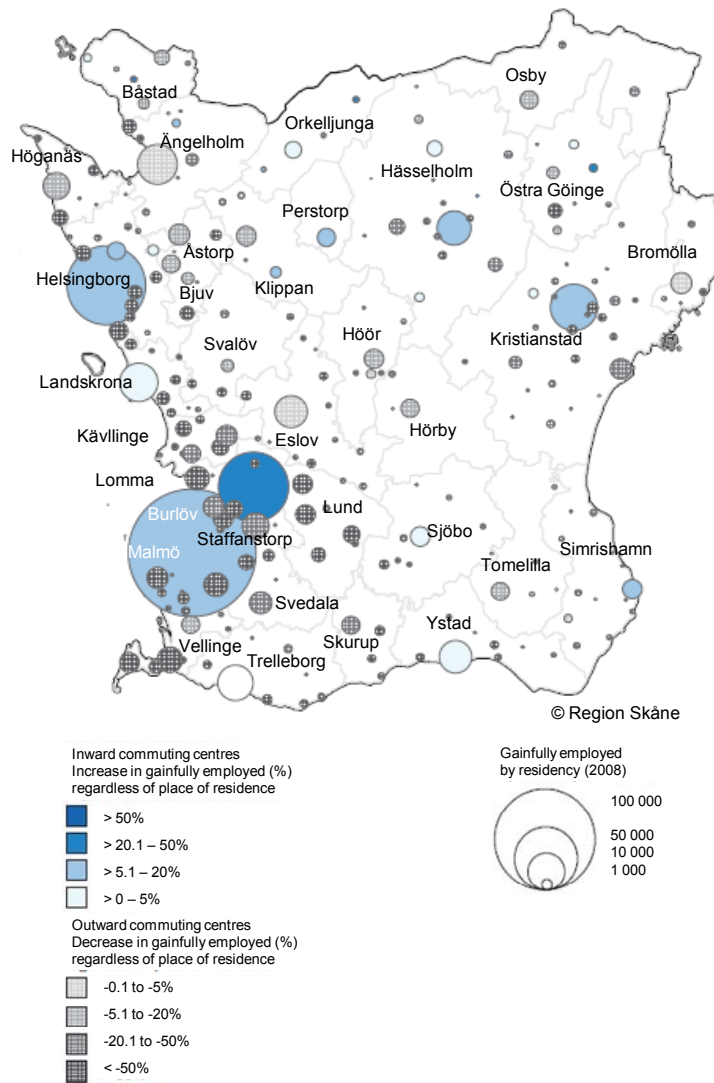 Osby
Båstad
Orkelljunga
Ängelholm
Höganäs
Hässelholm
Östra Göinge
Perstorp
Åstorp
Bromölla
Helsingborg
Klippan
Bjuv
Kristianstad
Höör
Svalöv
Landskrona
Hörby
Kävllinge
Eslov
Lomma
Lund
Burlöv
Sjöbo
Staffanstorp
Malmö
Simrishamn
Tomelilla
Svedala
Ystad
Skurup
Vellinge
Trelleborg
© Region Skåne
Inward commuting centres
Increase in gainfully employed (%)
regardless of place of residence
> 50%
> 20.1 – 50%
> 5.1 – 20%
> 0 – 5%
Outward commuting centres
Decrease in gainfully employed (%)
regardless of place of residence
-0.1 to -5%
-5.1 to -20%
-20.1 to -50%
< -50%
Gainfully employed
by residency (2008)
100 000
50 000
10 000
1 000